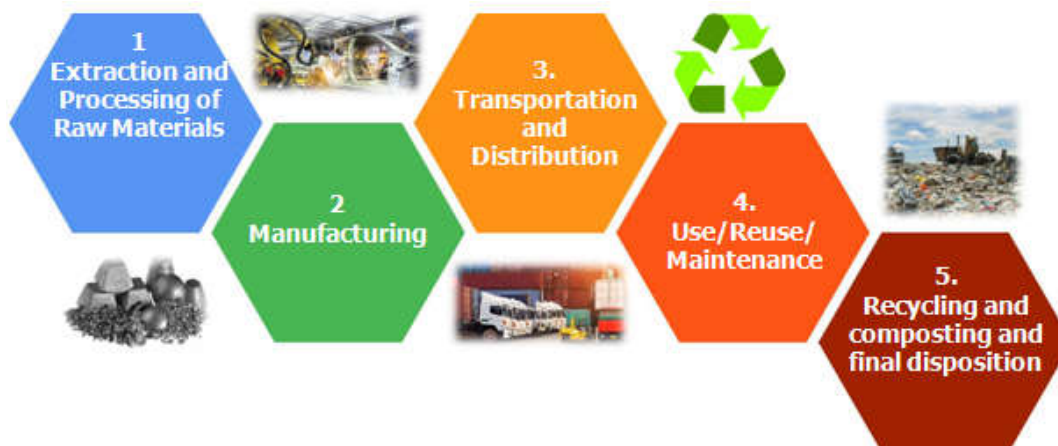 1
Extraction and
Processing of
Raw Materials
2
Manufacturing
3.
Transportation
and
Distribution
4.
Use/Reuse/
Maintenance
5.
Recycling and
composting and
final disposition